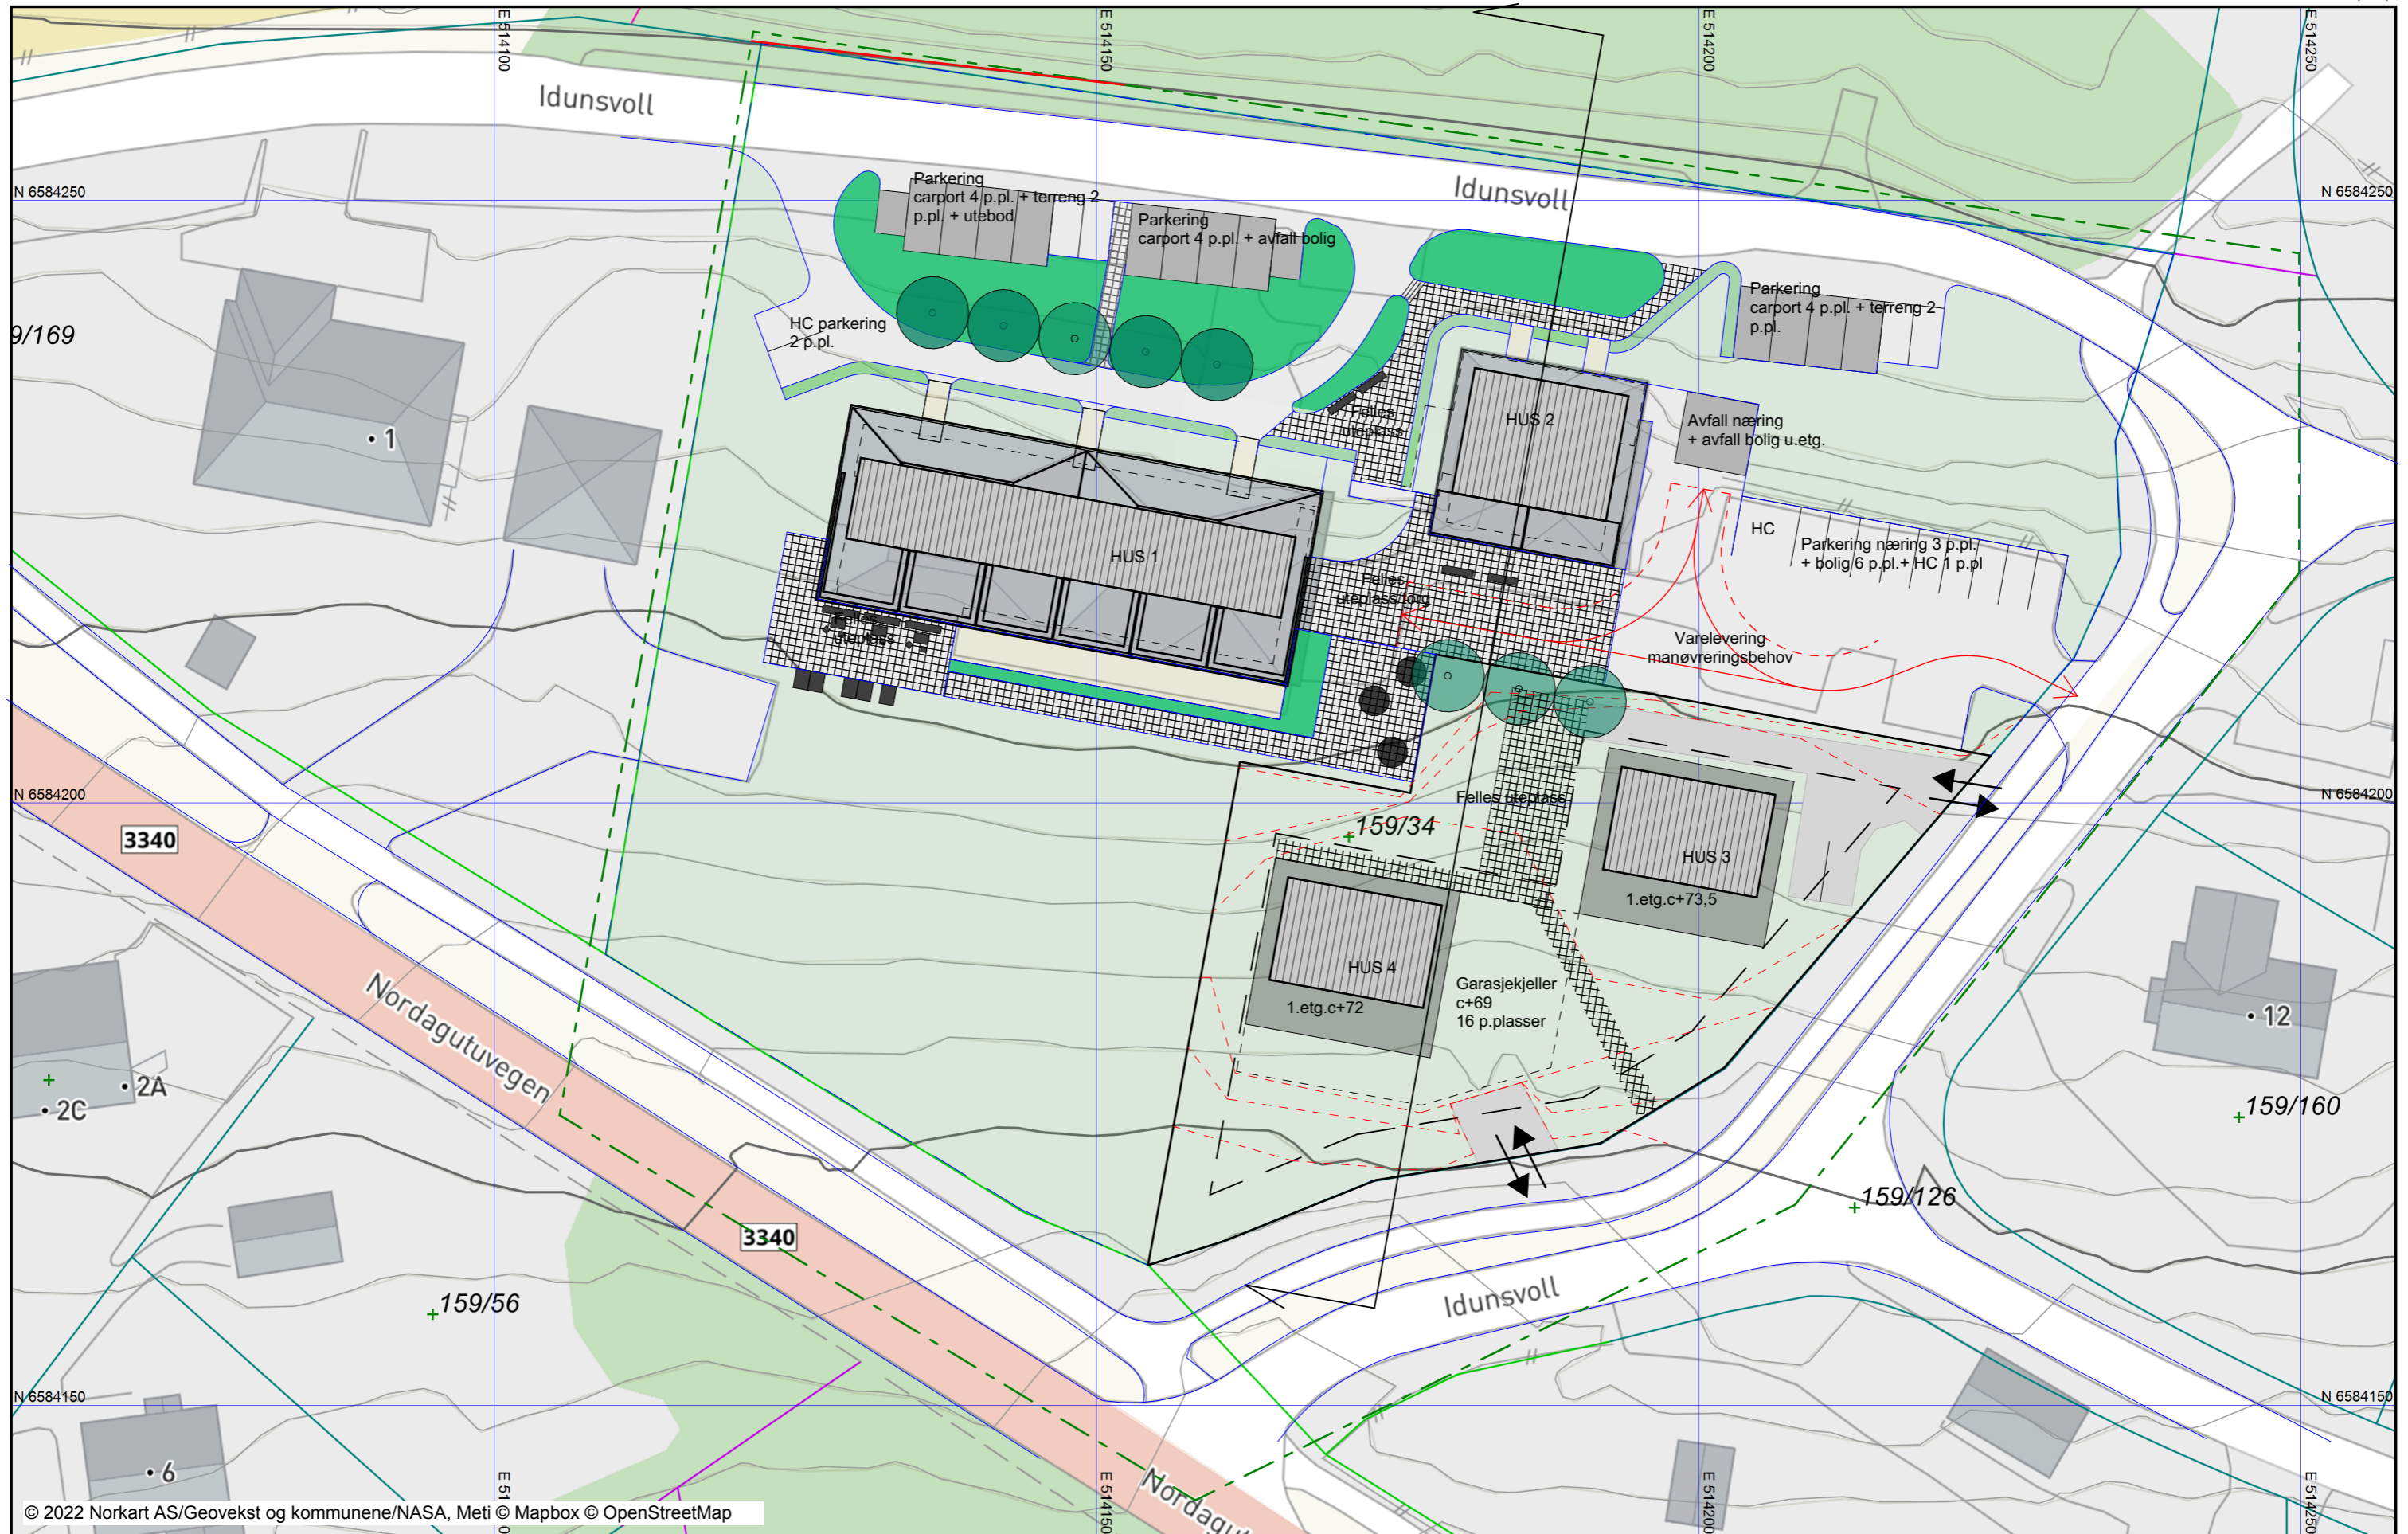 E 514100
E 514150
E 514200
E 514250
Idunsvoll
Idunsvoll
N 6584250
N 6584250
Parkering
carport 4 p.pl. + terreng 2
p.pl. + utebod
Parkering
carport 4 p.pl. + avfall bolig
Parkering
carport 4 p.pl. + terreng 2
p.pl.
HC parkering
2 p.pl.
9/169
1
Felles
uteplass
HUS 2
Avfall næring
+ avfall bolig u.etg.
HC
Parkering næring 3 p.pl.
+ bolig 6 p.pl.+ HC 1 p.pl
HUS 1
Felles
uteplass/torg
Felles
uteplass
Varelevering
manøvreringsbehov
N 6584200
N 6584200
3340
Felles uteplass
159/34
HUS 3
1.etg.c+73,5
HUS 4
1.etg.c+72
Garasjekjeller
c+69
16 p.plasser
Nordagutuvegen
12
2A
2C
159/160
159/126
3340
159/56
Idunsvoll
N 6584150
N 6584150
6
E 514150
E 514200
E 514250
© 2022 Norkart AS/Geovekst og kommunene/NASA, Meti © Mapbox © OpenStreetMap